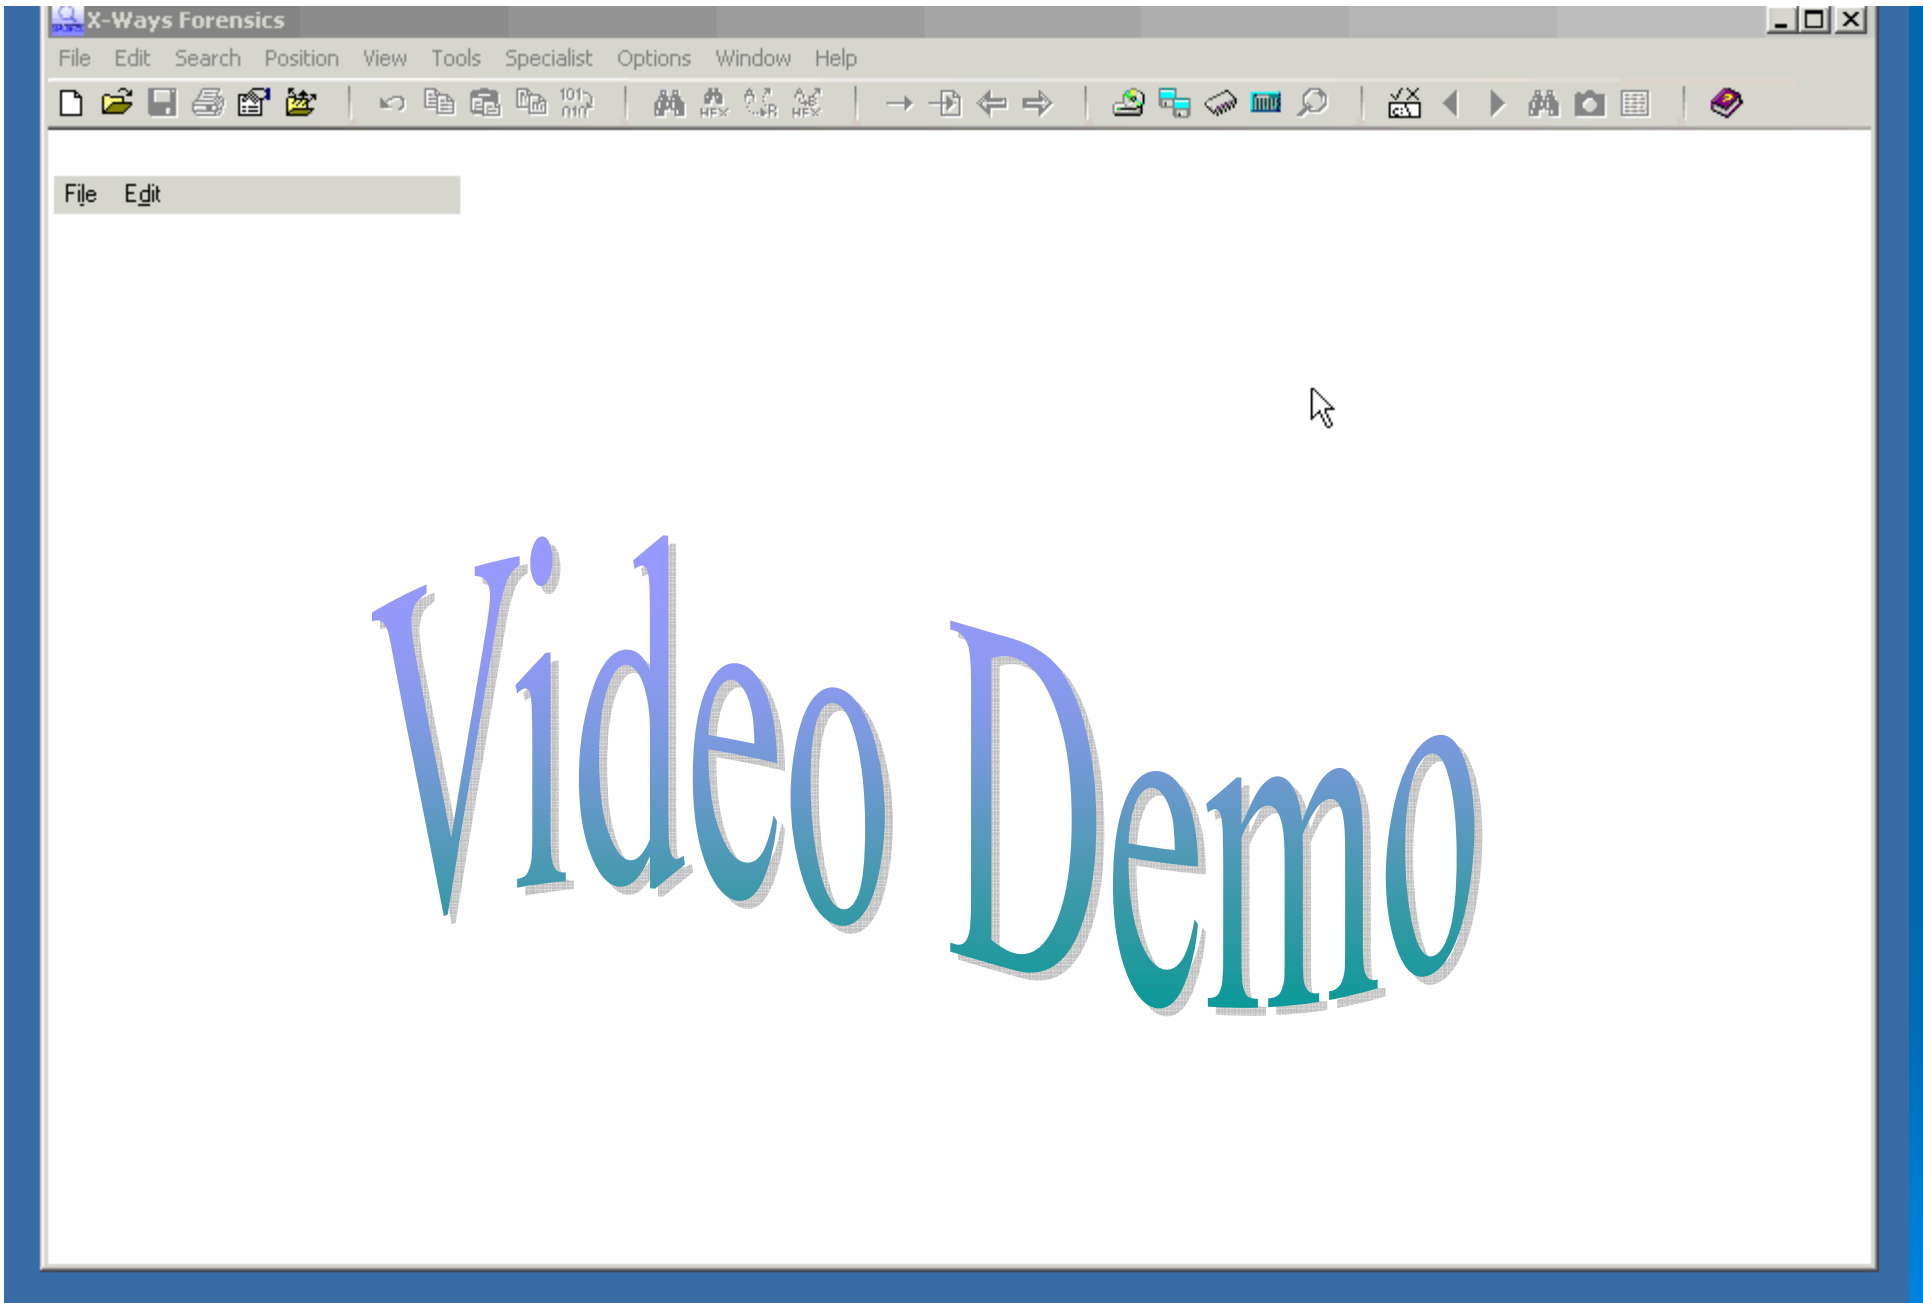 X-Ways Forensics
File Edit Search Position View Tools Specialist Options Window Help
File Edit
Video Demo